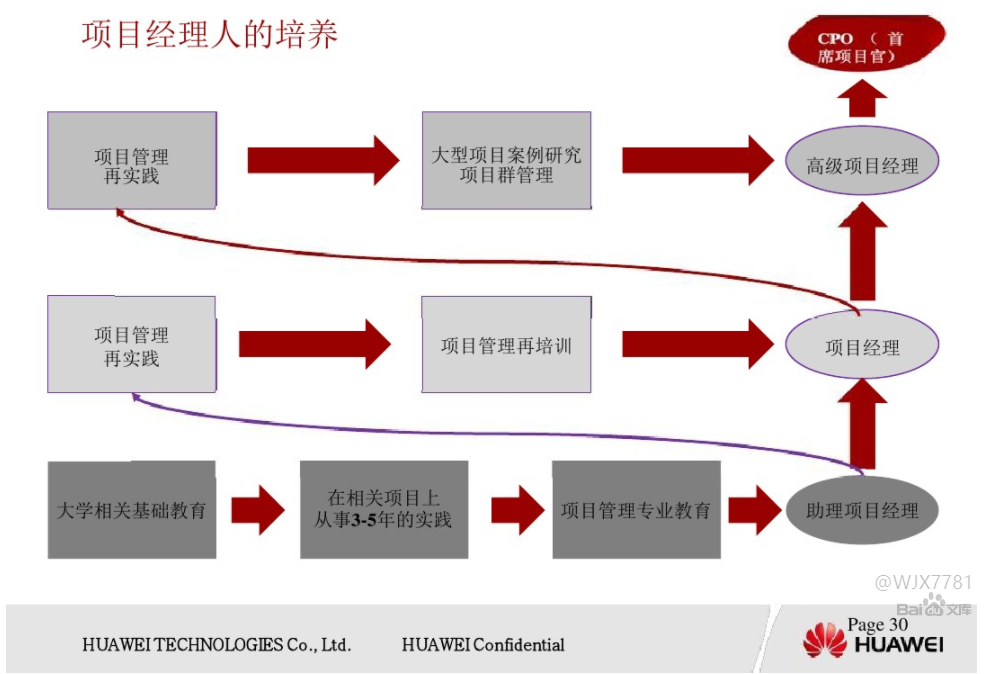 项目经理人的培养
CPO （ 首
席项目官）
项目管理
再实践
大型项目案例研究
项目群管理
高级项目经理
项目管理
再实践
项目管理再培训
项目经理
大学相关基础教育
在相关项目上
从事3-5年的实践
项目管理专业教育
助理项目经理
@WJX7781
Bai度文库
HUAWEI TECHNOLOGIES Co., Ltd.
HUAWEI Confidential
Page 30
HUAWEI